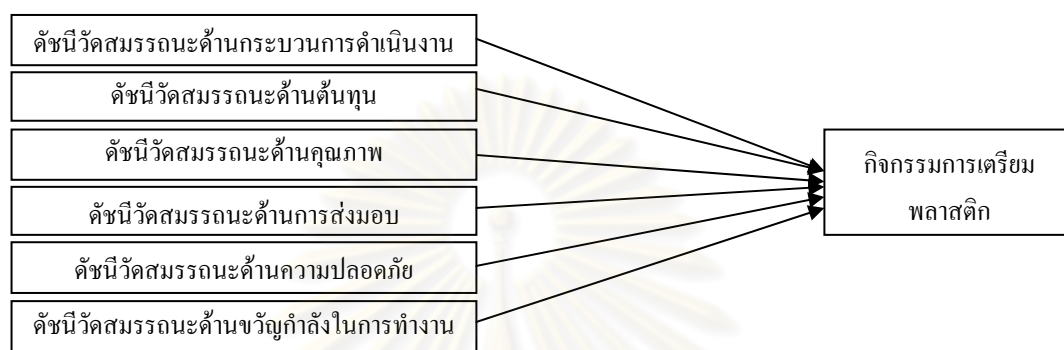 ดัชนีวัดสมรรถนะด้านกระบวนการดำเนินงาน
ดัชนีวัดสมรรถนะด้านต้นทุน
ดัชนีวัดสมรรถนะด้านคุณภาพ
ดัชนีวัดสมรรถนะด้านการส่งมอบ
ดัชนีวัดสมรรถนะด้านความปลอดภัย
ดัชนีวัดสมรรถนะด้านขวัญกำลังในการทำงาน
กิจกรรมการเตรียม
พลาสติก